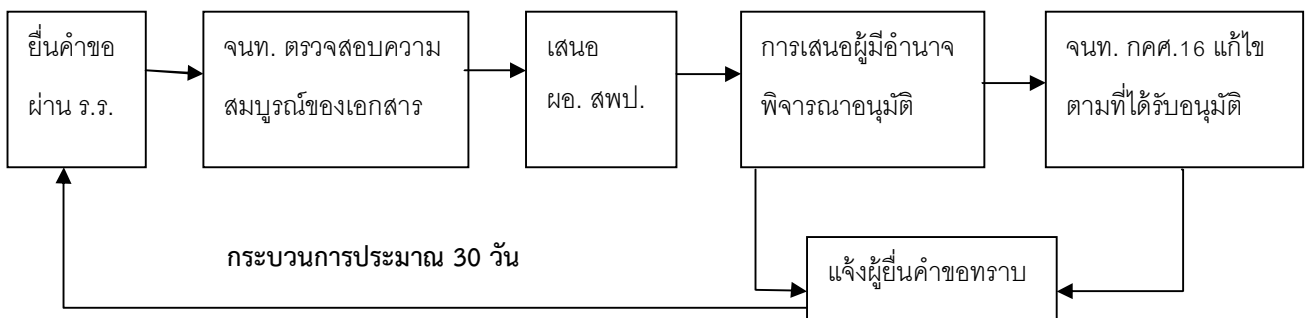 ยื่นคำขอ
ผ่าน ร.ร.
จนท. ตรวจสอบความ
สมบูรณ์ของเอกสาร
เสนอ
ผอ. สพป.
การเสนอผู้มีอำนาจ
พิจารณาอนุมัติ
จนท. กคศ.16 แก้ไข
ตามที่ได้รับอนุมัติ
กระบวนการประมาณ 30 วัน
แจ้งผู้ยื่นคำขอทราบ